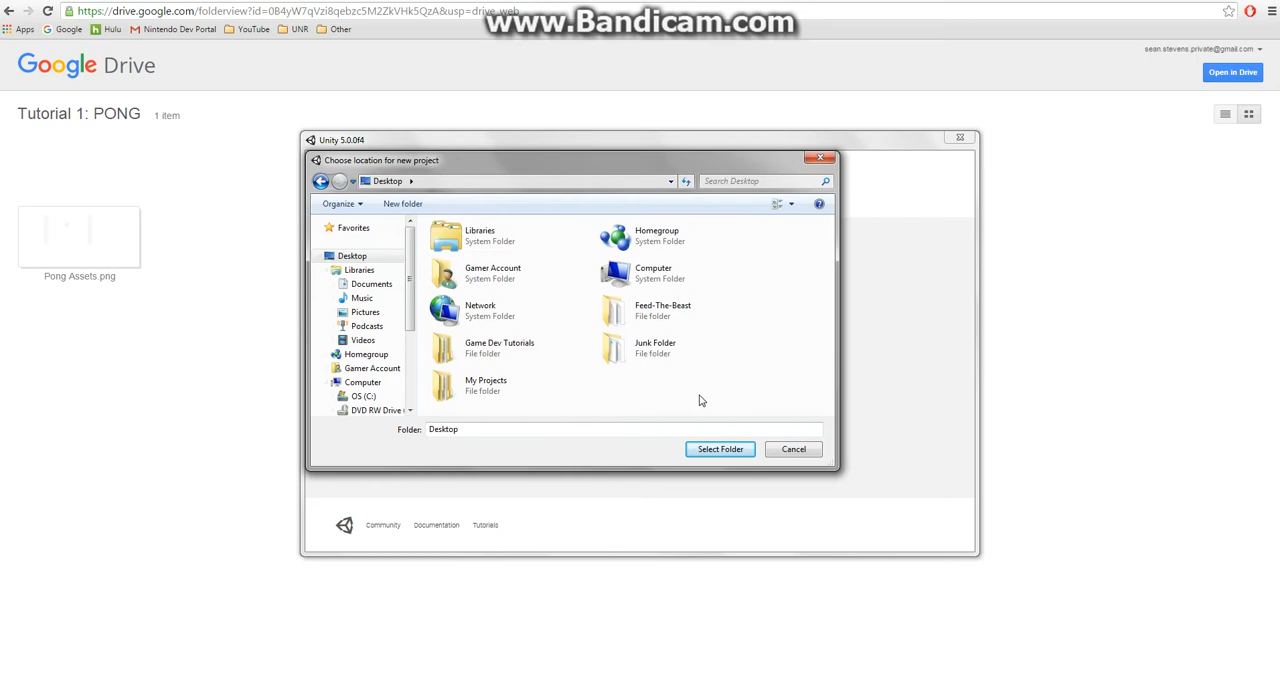 https://drive.google.com/folderview?id=0B4yW7qVzi8qebzc5M2ZkVHk5QzA&usp=drive_web
www.Bandicam.com
Apps Google Hulu Nintendo Dev Portal YouTube UNR Other
sean.stevens.private@gmail.com
Google Drive
Open in Drive
Tutorial 1: PONG 1 item
Pong Assets.png
Unity 5.0.0f4
Choose location for new project
Desktop
Search Desktop
Organize New folder
Favorites
Desktop
Libraries
Documents
Music
Pictures
Podcasts
Videos
Homegroup
Gamer Account
Computer
OS (C:)
DVD RW Drive
Libraries
System Folder
Homegroup
System Folder
Gamer Account
System Folder
Computer
System Folder
Network
System Folder
Feed-The-Beast
File folder
Game Dev Tutorials
File folder
Junk Folder
File folder
My Projects
File folder
Folder: Desktop
Select Folder Cancel
Community Documentation Tutorials